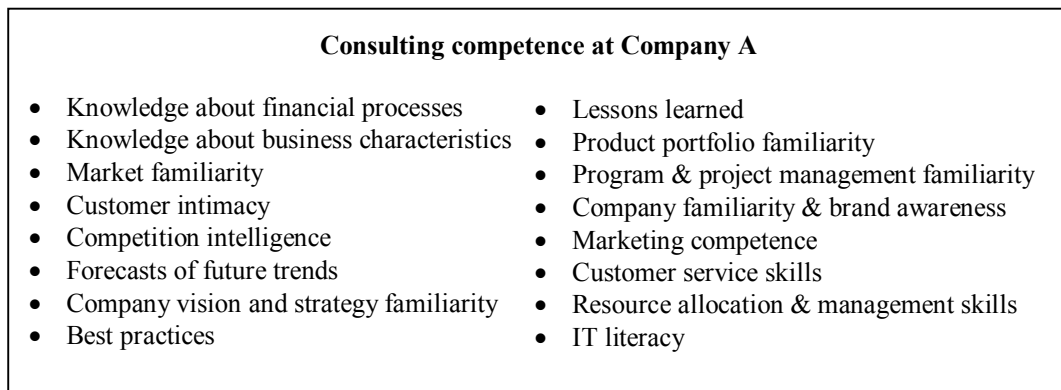 Consulting competence at Company A
• Knowledge about financial processes
• Knowledge about business characteristics
• Market familiarity
• Customer intimacy
• Competition intelligence
• Forecasts of future trends
• Company vision and strategy familiarity
• Best practices
• Lessons learned
• Product portfolio familiarity
• Program & project management familiarity
• Company familiarity & brand awareness
• Marketing competence
• Customer service skills
• Resource allocation & management skills
• IT literacy